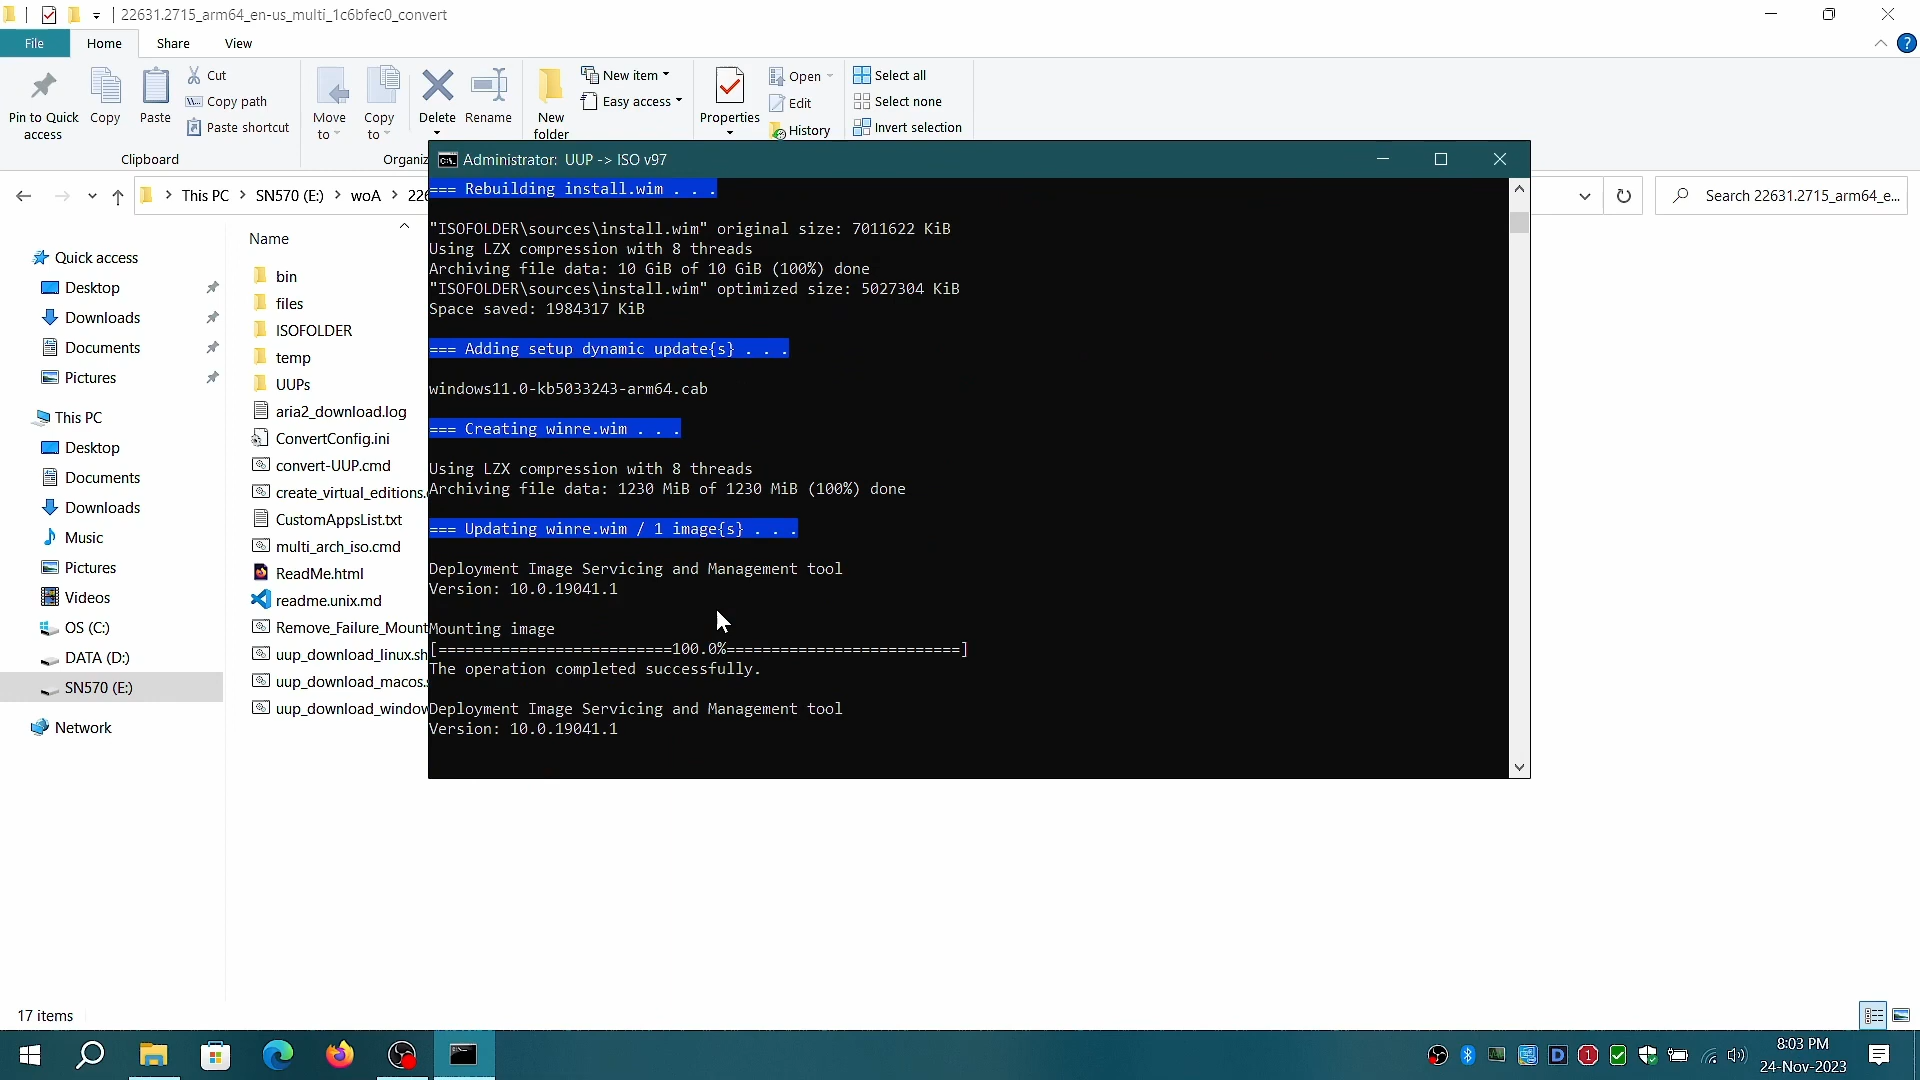 22631.2715_arm64_en-us_multi_1c6bfec0_convert
File Home Share View
Pin to Quick access
Copy
Paste
Cut
Copy path
Paste shortcut
Clipboard
Move to
Copy to
Delete
Rename
Organiz
New folder
New item
Easy access
Properties
Open
Edit
History
Select all
Select none
Invert selection
This PC SN570 (E:) woA 226
Search 22631.2715_arm64_e...
Quick access
Desktop
Downloads
Documents
Pictures
This PC
Desktop
Documents
Downloads
Music
Pictures
Videos
OS (C:)
DATA (D:)
SN570 (E:)
Network
Name
bin
files
ISOFOLDER
temp
UUPs
aria2_download.log
ConvertConfig.ini
convert-UUP.cmd
create_virtual_editions.
CustomAppsList.txt
multi_arch_iso.cmd
ReadMe.html
readme.unix.md
Remove_Failure_Mount
uup_download_linux.sh
uup_download_macos.s
uup_download_window
Administrator: UUP -> ISO v97
=== Rebuilding install.wim . . .
"ISOFOLDER\sources\install.wim" original size: 7011622 KiB
Using LZX compression with 8 threads
Archiving file data: 10 GiB of 10 GiB (100%) done
"ISOFOLDER\sources\install.wim" optimized size: 5027304 KiB
Space saved: 1984317 KiB
=== Adding setup dynamic update{s} . . .
windows11.0-kb5033243-arm64.cab
=== Creating winre.wim . . .
Using LZX compression with 8 threads
Archiving file data: 1230 MiB of 1230 MiB (100%) done
=== Updating winre.wim / 1 image{s} . . .
Deployment Image Servicing and Management tool
Version: 10.0.19041.1
Mounting image
[==========================100.0%==========================]
The operation completed successfully.
Deployment Image Servicing and Management tool
Version: 10.0.19041.1
17 items
8:03 PM
24-Nov-2023